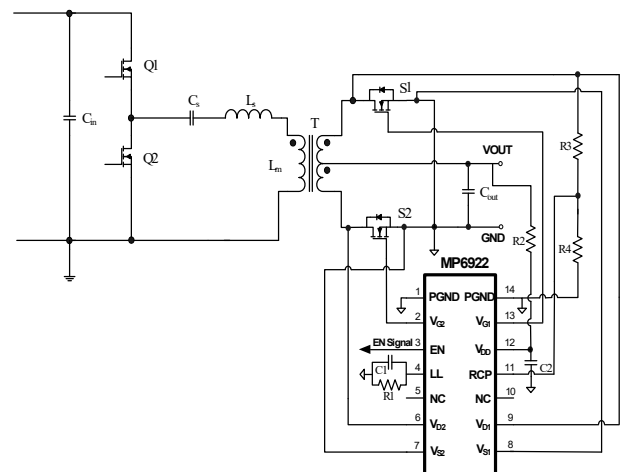 Q1
S1
Cs
Ls
T
R3
Cin
Lm
VOUT
Q2
Cout
S2
R2
GND
R4
MP6922
1 PGND PGND 14
2 VG2 VG1 13
EN Signal 3 EN VDD 12
C1 4 LL RCP 11 C2
R1 5 NC NC 10
6 VD2 VD1 9
7 VS2 VS1 8